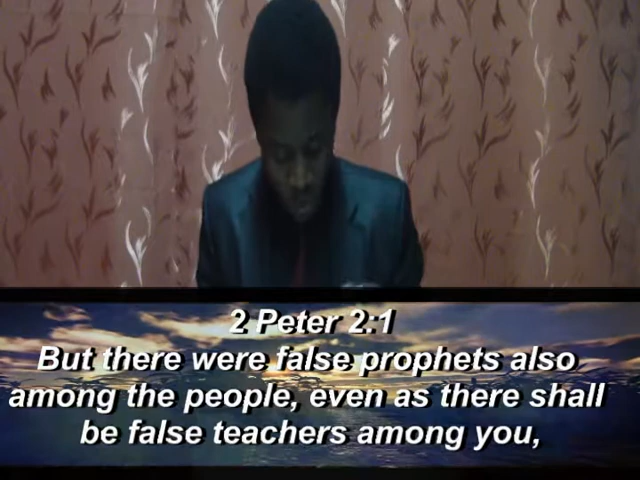 2 Peter 2:1
But there were false prophets also
among the people, even as there shall
be false teachers among you,